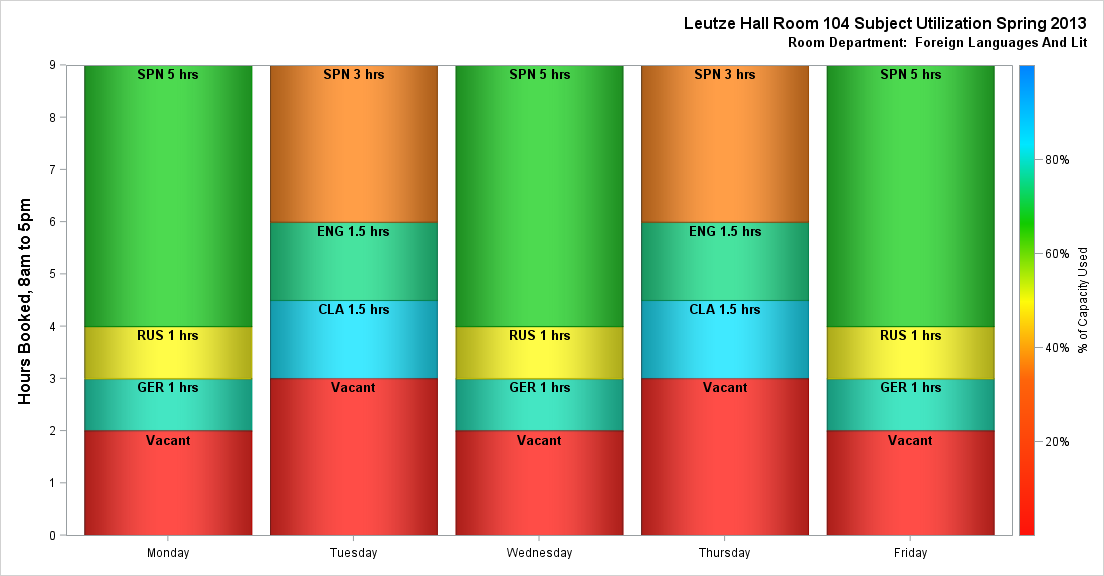 Leutze Hall Room 104 Subject Utilization Spring 2013
Room Department: Foreign Languages And Lit
Hours Booked, 8am to 5pm
9
8
7
6
5
4
3
2
1
0
SPN 5 hrs
RUS 1 hrs
GER 1 hrs
Vacant
Monday
SPN 3 hrs
ENG 1.5 hrs
CLA 1.5 hrs
Vacant
Tuesday
SPN 5 hrs
RUS 1 hrs
GER 1 hrs
Vacant
Wednesday
SPN 3 hrs
ENG 1.5 hrs
CLA 1.5 hrs
Vacant
Thursday
SPN 5 hrs
RUS 1 hrs
GER 1 hrs
Vacant
Friday
80%
60%
40%
20%
% of Capacity Used